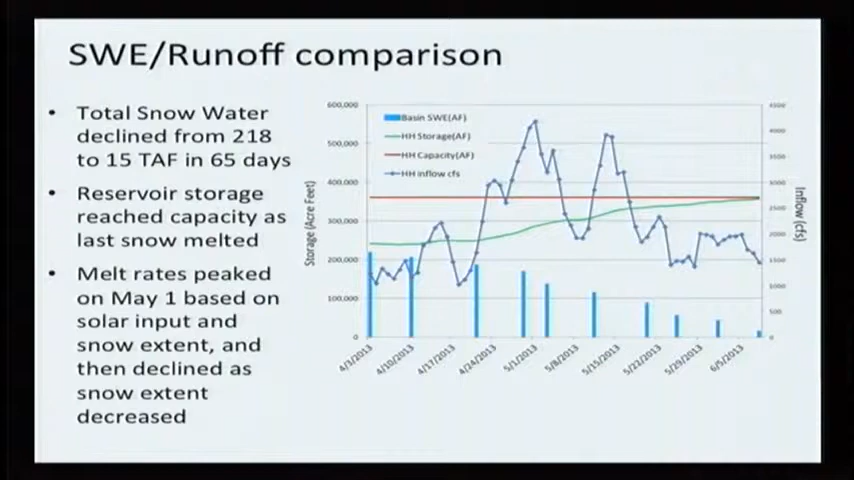 SWE/Runoff comparison
• Total Snow Water
declined from 218
to 15 TAF in 65 days
• Reservoir storage
reached capacity as
last snow melted
• Melt rates peaked
on May 1 based on
solar input and
snow extent, and
then declined as
snow extent
decreased
Storage (Acre Feet)
600,000
500,000
400,000
300,000
200,000
100,000
0
Basin SWE(AF)
HH Storage(AF)
HH Capacity(AF)
HH inflow cfs
4500
4000
3500
3000
2500
2000
1500
1000
500
0
Inflow (cfs)
4/3/2013
4/10/2013
4/17/2013
4/24/2013
5/1/2013
5/8/2013
5/15/2013
5/22/2013
5/29/2013
6/5/2013